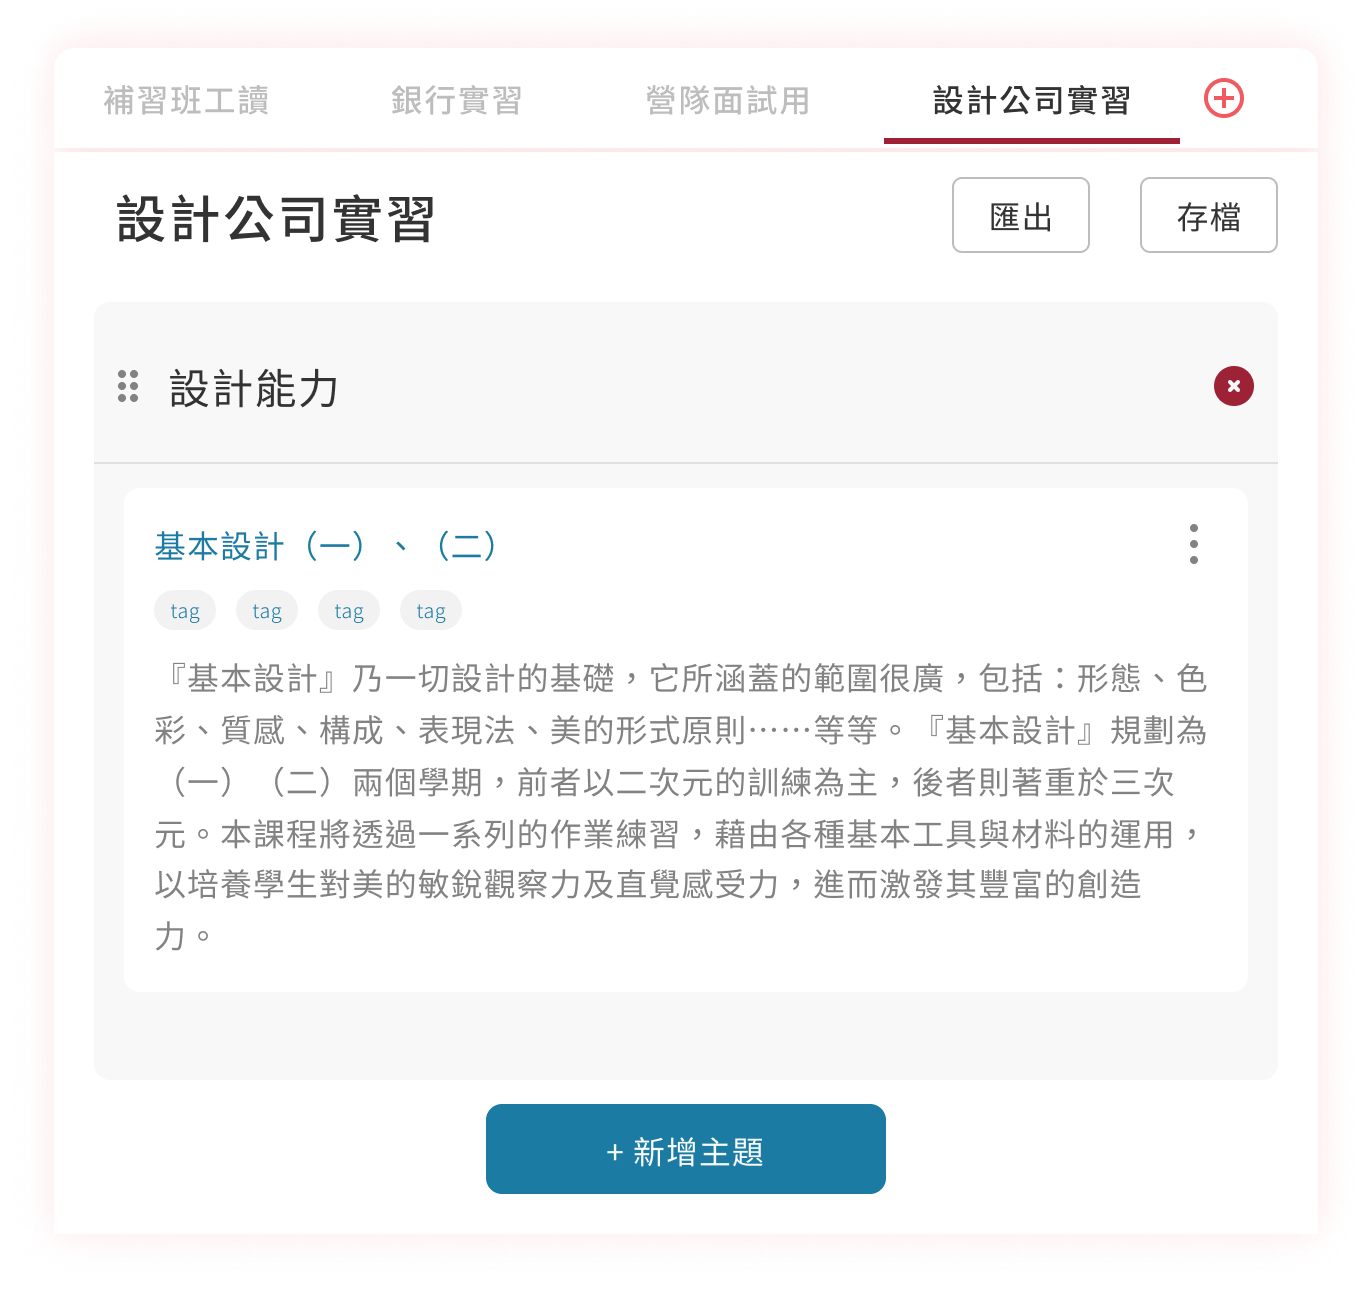 補習班工讀
銀行實習
營隊面試用
設計公司實習
設計公司實習
匯出
存檔
設計能力
基本設計（一）、（二）
tag
tag
tag
tag
『基本設計』乃一切設計的基礎，它所涵蓋的範圍很廣，包括：形態、色
彩、質感、構成、表現法、美的形式原則……等等。『基本設計』規劃為
（一）（二）兩個學期，前者以二次元的訓練為主，後者則著重於三次
元。本課程將透過一系列的作業練習，藉由各種基本工具與材料的運用，
以培養學生對美的敏銳觀察力及直覺感受力，進而激發其豐富的創造
力。
+ 新增主題